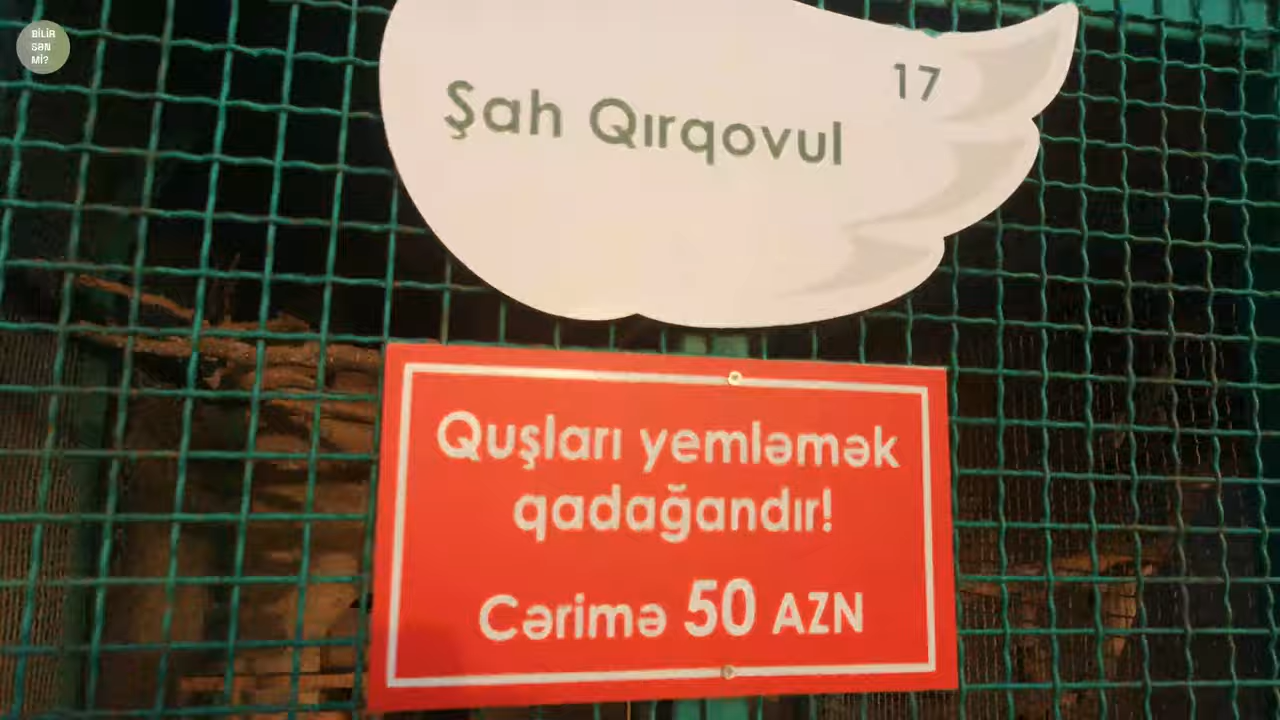 BİLİR
SƏN
Mİ?
17
Şah Qırqovul
Quşları yemləmək
qadağandır!
Cərimə 50 AZN